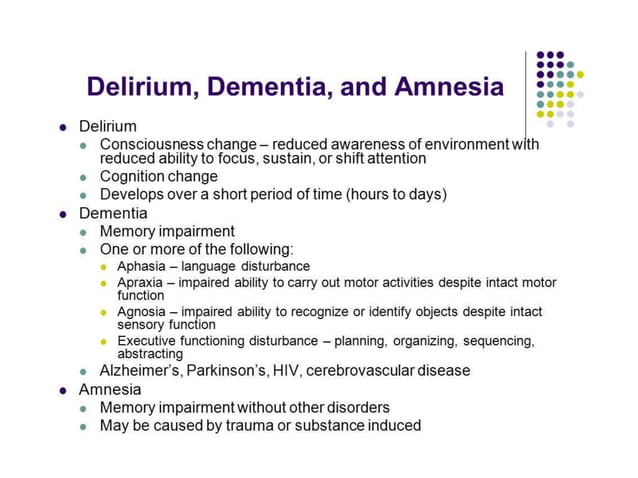 Delirium, Dementia, and Amnesia
Delirium
Consciousness change – reduced awareness of environment with
reduced ability to focus, sustain, or shift attention
Cognition change
Develops over a short period of time (hours to days)
Dementia
Memory impairment
One or more of the following:
Aphasia – language disturbance
Apraxia – impaired ability to carry out motor activities despite intact motor
function
Agnosia – impaired ability to recognize or identify objects despite intact
sensory function
Executive functioning disturbance – planning, organizing, sequencing,
abstracting
Alzheimer's, Parkinson's, HIV, cerebrovascular disease
Amnesia
Memory impairment without other disorders
May be caused by trauma or substance induced